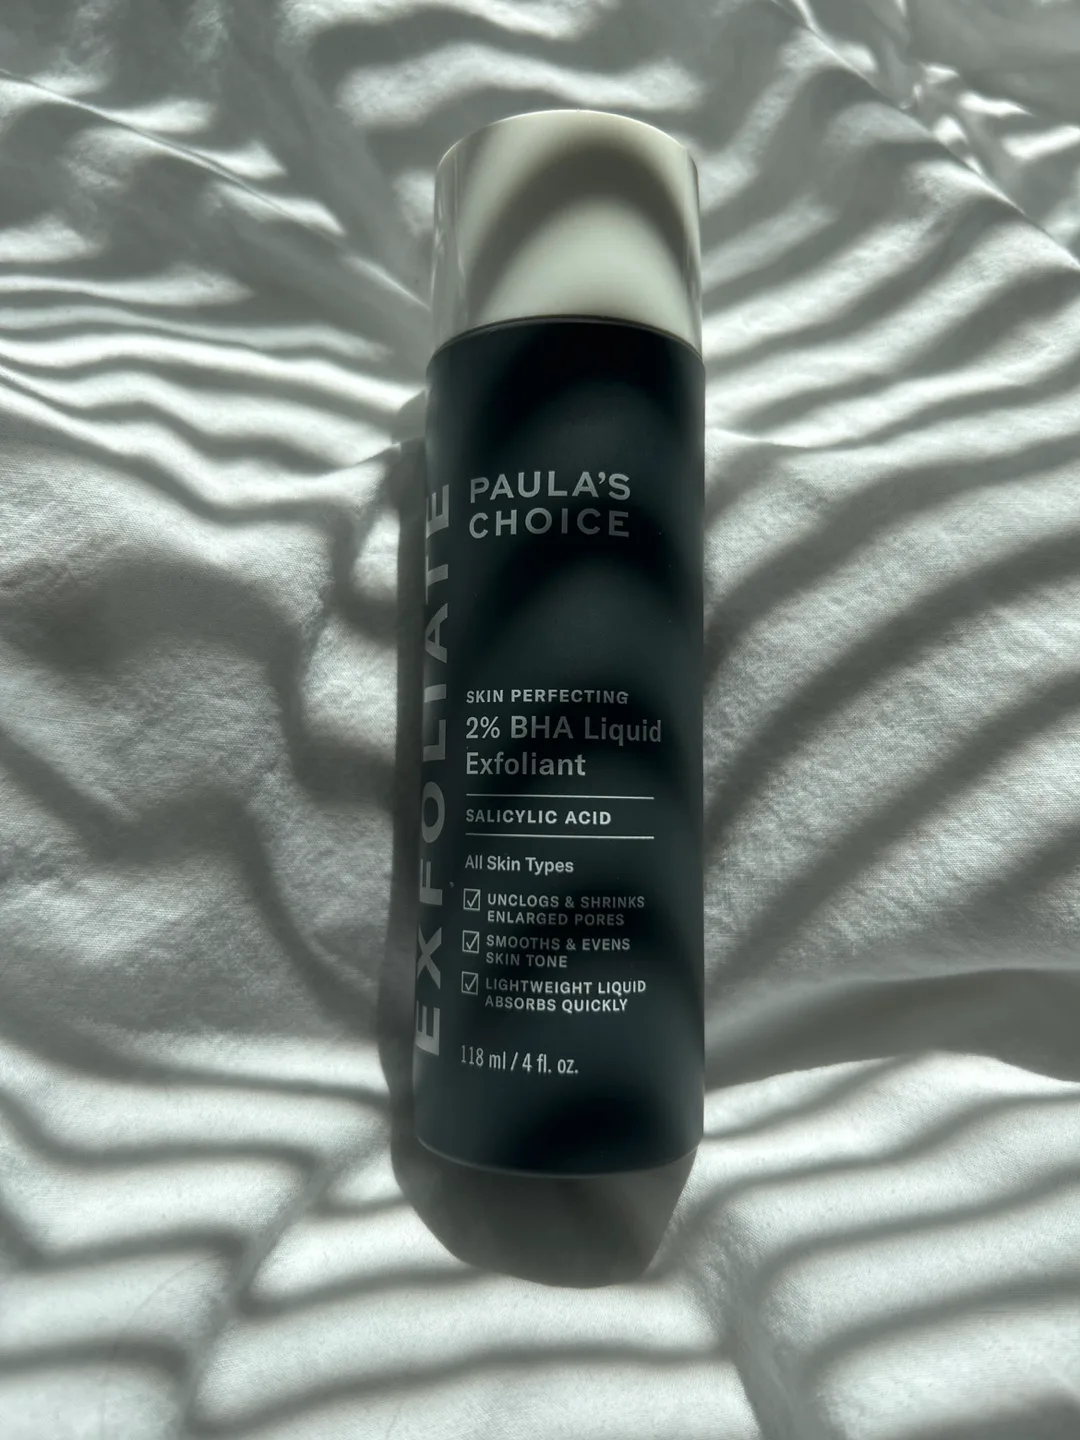 PAULA'S
CHOICE
EXFOLIATE
SKIN PERFECTING
2% BHA Liquid
Exfoliant
SALICYLIC ACID
All Skin Types
UNCLOGS & SHRINKS
ENLARGED PORES
SMOOTHS & EVENS
SKIN TONE
LIGHTWEIGHT LIQUID
ABSORBS QUICKLY
118 ml / 4 fl. oz.